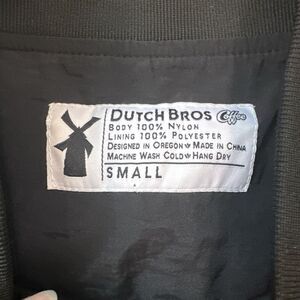 DUTCH BROS Coffee
BODY 100% NYLON
LINING 100% POLYESTER
DESIGNED IN OREGON MADE IN CHINA
MACHINE WASH COLD HANG DRY
SMALL